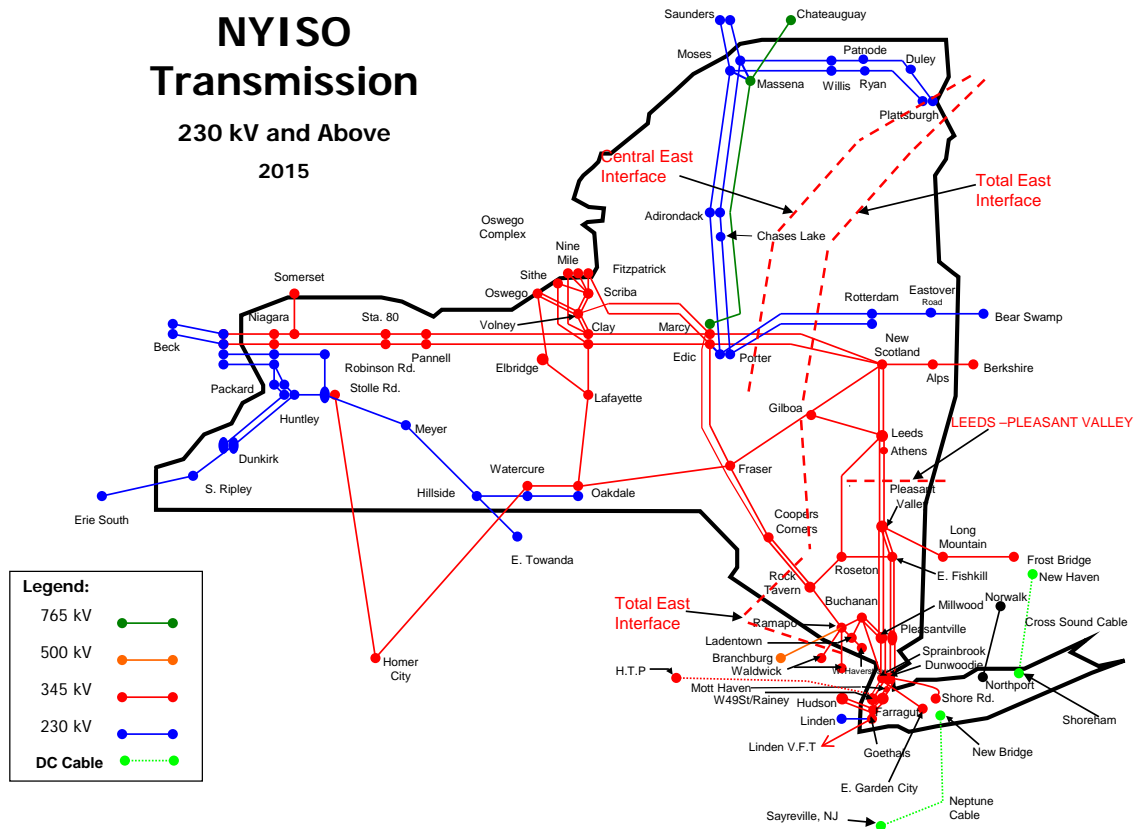 NYISO
Transmission
230 kV and Above
2015
Saunders
Chateauguay
Moses
Patnode
Duley
Massena
Willis
Ryan
Plattsburgh
Central East
Interface
Total East
Interface
Adirondack
Chases Lake
Oswego
Complex
Nine
Mile
Sithe
Fitzpatrick
Somerset
Oswego
Scriba
Rotterdam
Eastover
Road
Bear Swamp
Niagara
Sta. 80
Volney
Clay
Marcy
New
Scotland
Beck
Pannell
Edic
Porter
Robinson Rd.
Elbridge
Alps
Berkshire
Packard
Stolle Rd.
Lafayette
Gilboa
Huntley
Meyer
Leeds
LEEDS –PLEASANT VALLEY
Athens
Dunkirk
Watercure
Fraser
S. Ripley
Hillside
Oakdale
Pleasant
Valley
Erie South
Coopers
Corners
Long
Mountain
E. Towanda
Roseton
E. Fishkill
Frost Bridge
Rock
Tavern
New Haven
Legend:
765 kV
500 kV
345 kV
230 kV
DC Cable
Buchanan
Millwood
Norwalk
Total East
Interface
Ramapo
Ladentown
Pleasantville
Cross Sound Cable
Branchburg
Waldwick
W. Haverst
Sprainbrook
Dunwoodie
Homer
City
H.T.P
Mott Haven
W49St/Rainey
Northport
Hudson
Shore Rd.
Farragut
Shoreham
Linden
Linden V.F.T
Goethals
New Bridge
E. Garden City
Neptune
Cable
Sayreville, NJ